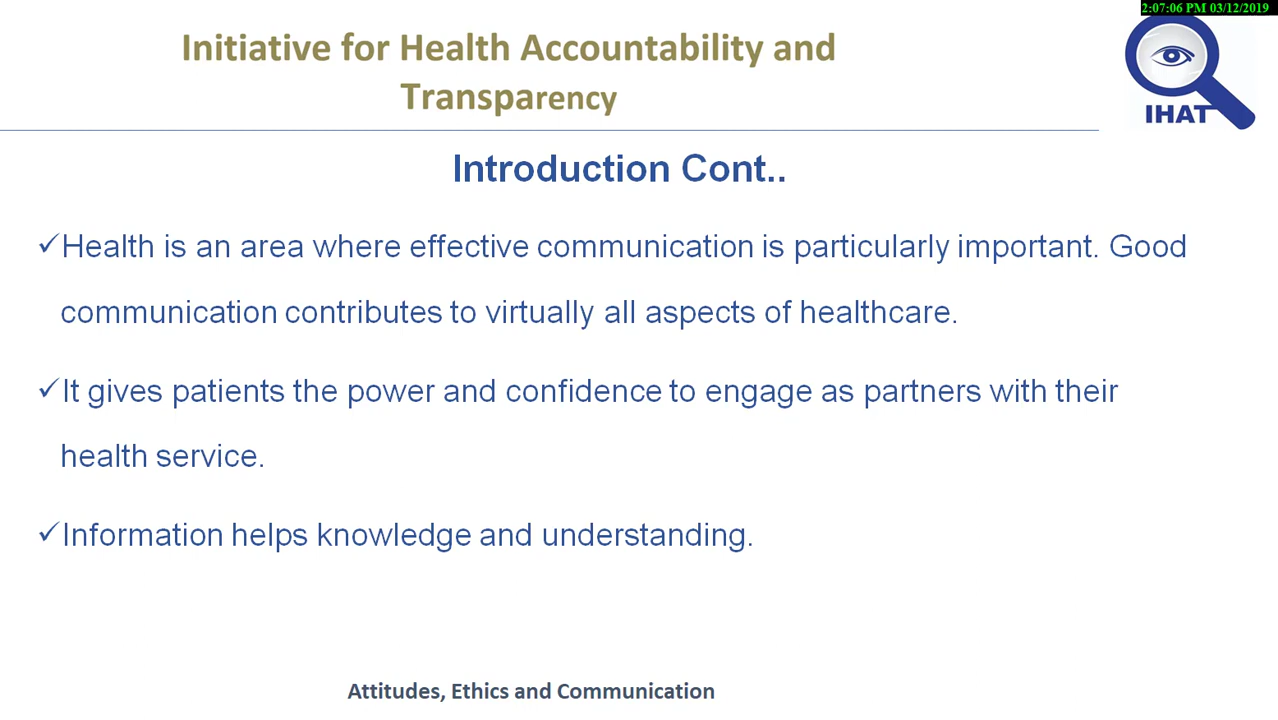 2:07:06 PM 03/12/2019
Initiative for Health Accountability and
Transparency
IHAT
Introduction Cont..
✓Health is an area where effective communication is particularly important. Good
communication contributes to virtually all aspects of healthcare.
✓It gives patients the power and confidence to engage as partners with their
health service.
✓Information helps knowledge and understanding.
Attitudes, Ethics and Communication